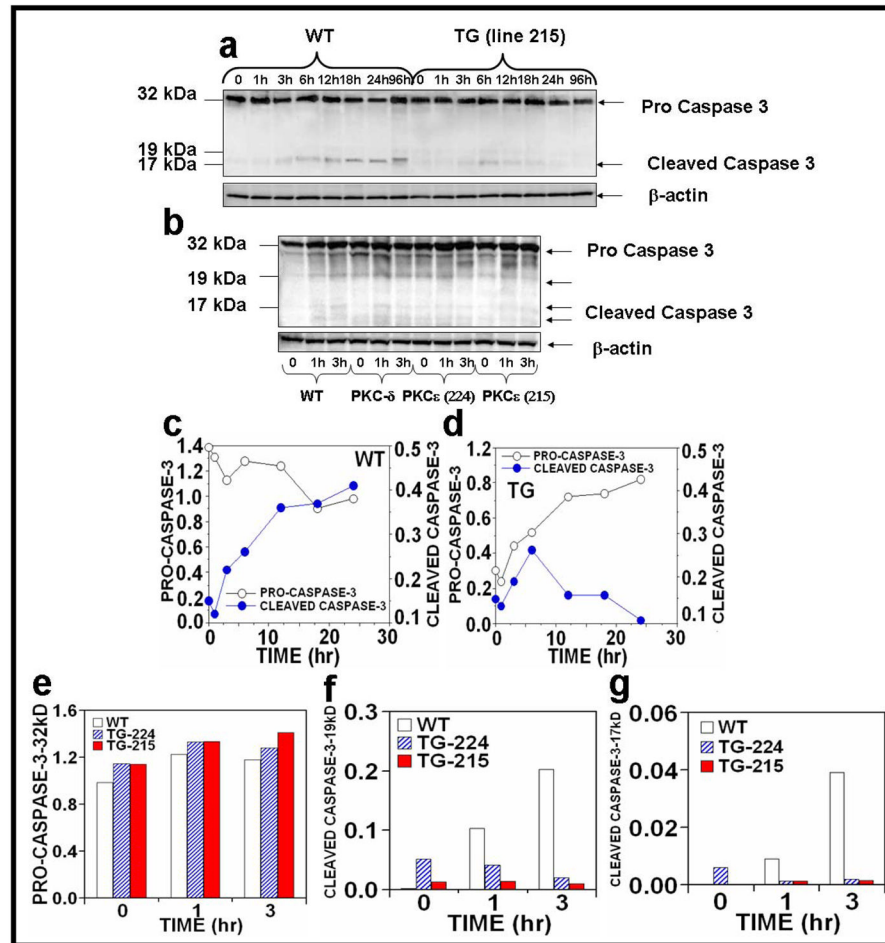 a
WT TG (line 215)
0 1h 3h 6h 12h 18h 24h 96h 0 1h 3h 6h 12h 18h 24h 96h
32 kDa
Pro Caspase 3
19 kDa
17 kDa
Cleaved Caspase 3
β-actin
b
32 kDa
Pro Caspase 3
19 kDa
17 kDa
Cleaved Caspase 3
β-actin
0 1h 3h 0 1h 3h 0 1h 3h 0 1h 3h
WT PKC-δ PKCε (224) PKCε (215)
c
WT
PRO-CASPASE-3
1.4
1.2
1.0
0.8
0.6
0.4
0.2
0.0
PRO-CASPASE-3
CLEAVED CASPASE-3
0.5
0.4
0.3
0.2
0.1
CLEAVED CASPASE-3
0 10 20 30
TIME (hr)
d
PRO-CASPASE-3
CLEAVED CASPASE-3
TG
PRO-CASPASE-3
1.2
1.0
0.8
0.6
0.4
0.2
0.0
0.5
0.4
0.3
0.2
0.1
CLEAVED CASPASE-3
0 10 20 30
TIME (hr)
e
PRO-CASPASE-3-32kD
1.6
1.2
0.8
0.4
0.0
WT
TG-224
TG-215
0 1 3
TIME (hr)
f
CLEAVED CASPASE-3-19kD
0.3
0.2
0.1
0.0
WT
TG-224
TG-215
0 1 3
TIME (hr)
g
CLEAVED CASPASE-3-17kD
0.06
0.04
0.02
0.00
WT
TG-224
TG-215
0 1 3
TIME (hr)